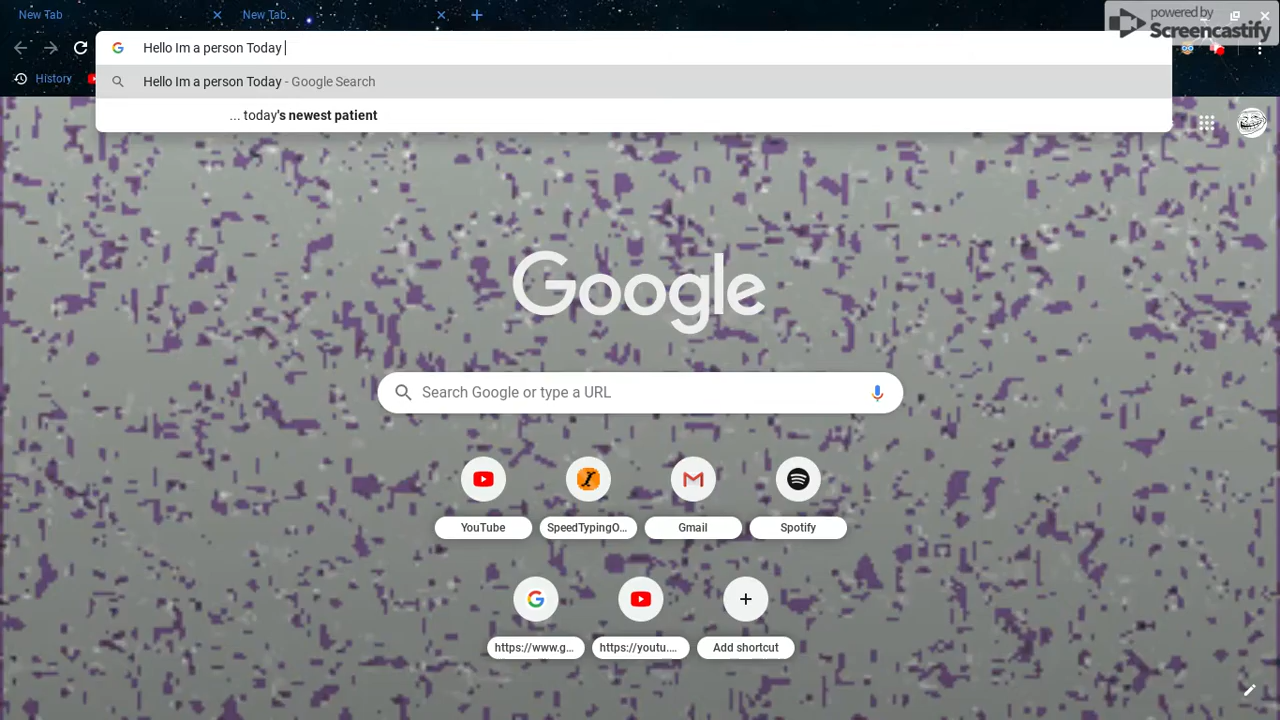 New Tab
New Tab
powered by
Screencastify
Hello Im a person Today
History
Hello Im a person Today - Google Search
... today's newest patient
Google
Search Google or type a URL
YouTube
SpeedTypingO...
Gmail
Spotify
https://www.g...
https://youtu....
Add shortcut